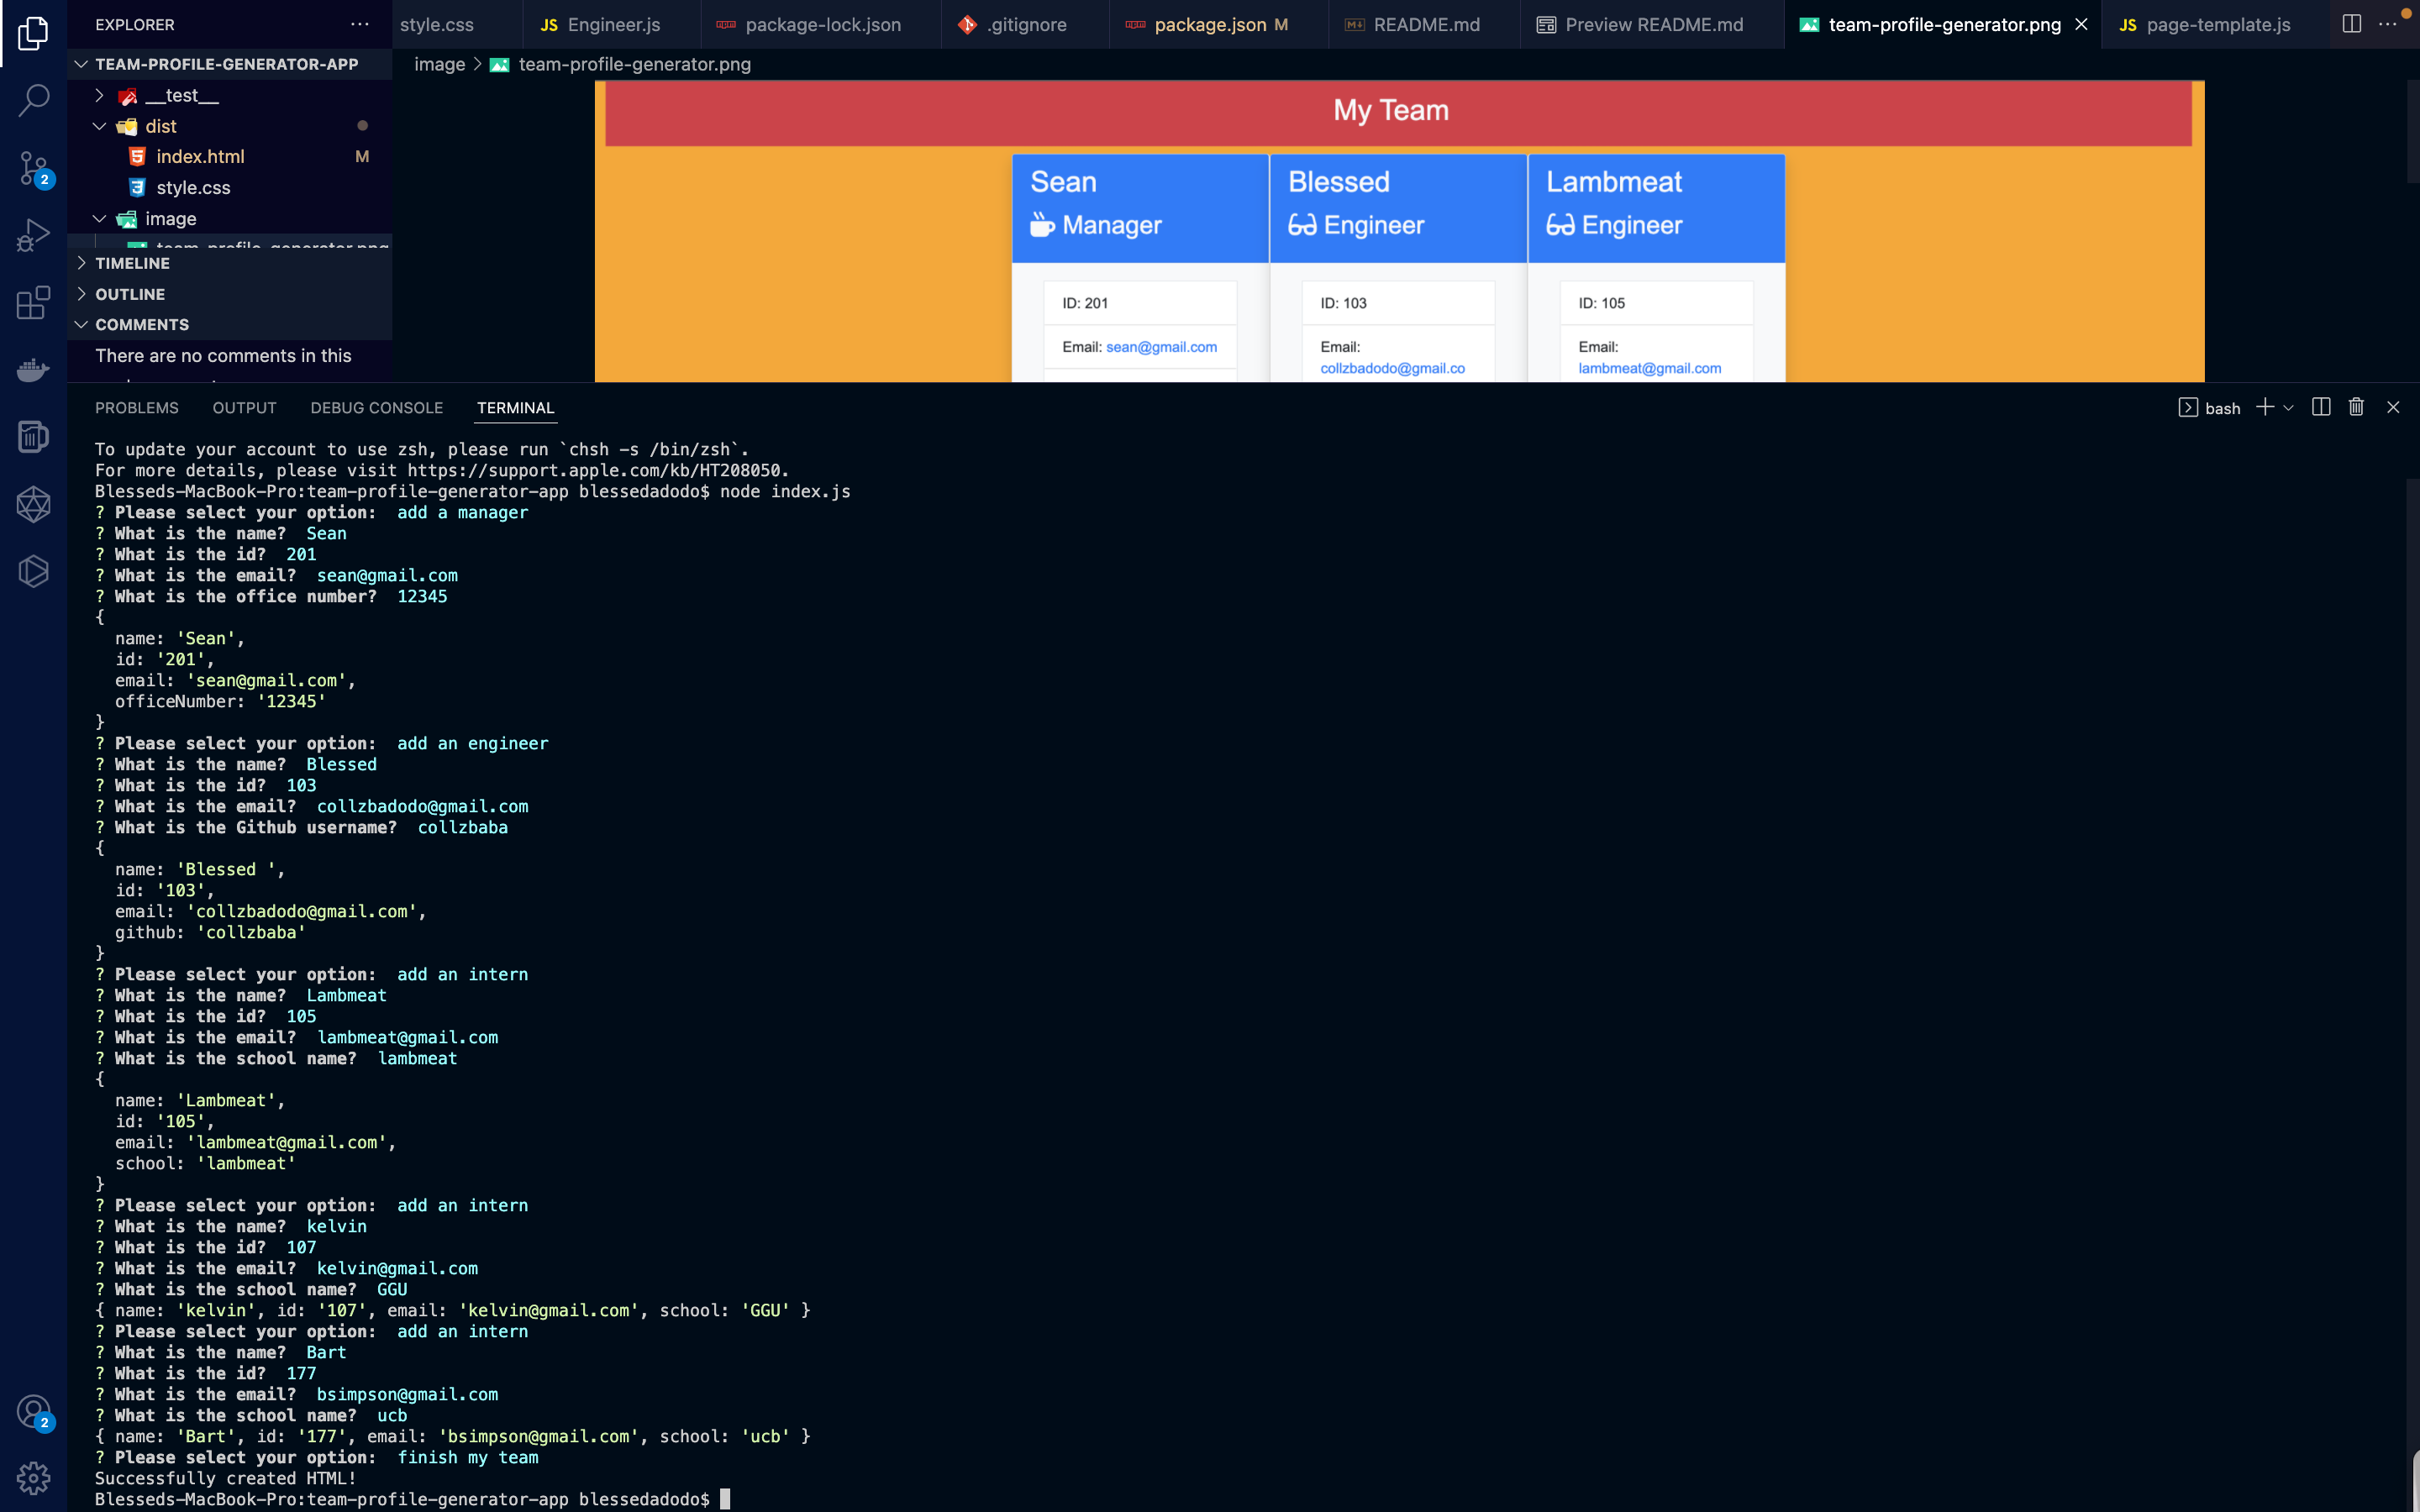 EXPLORER ...
style.css
JS Engineer.js
package-lock.json
.gitignore
package.json M
README.md
Preview README.md
team-profile-generator.png
JS page-template.js
TEAM-PROFILE-GENERATOR-APP
image > team-profile-generator.png
__test__
dist
index.html M
style.css
image
team-profile-generator.png
TIMELINE
OUTLINE
COMMENTS
There are no comments in this
2
My Team
Sean
Manager
ID: 201
Email: sean@gmail.com
Blessed
Engineer
ID: 103
Email:
collzbadodo@gmail.co
Lambmeat
Engineer
ID: 105
Email:
lambmeat@gmail.com
PROBLEMS OUTPUT DEBUG CONSOLE TERMINAL
bash
To update your account to use zsh, please run `chsh -s /bin/zsh`.
For more details, please visit https://support.apple.com/kb/HT208050.
Blesseds-MacBook-Pro:team-profile-generator-app blessedadodo$ node index.js
? Please select your option: add a manager
? What is the name? Sean
? What is the id? 201
? What is the email? sean@gmail.com
? What is the office number? 12345
{
name: 'Sean',
id: '201',
email: 'sean@gmail.com',
officeNumber: '12345'
}
? Please select your option: add an engineer
? What is the name? Blessed
? What is the id? 103
? What is the email? collzbadodo@gmail.com
? What is the Github username? collzbaba
{
name: 'Blessed ',
id: '103',
email: 'collzbadodo@gmail.com',
github: 'collzbaba'
}
? Please select your option: add an intern
? What is the name? Lambmeat
? What is the id? 105
? What is the email? lambmeat@gmail.com
? What is the school name? lambmeat
{
name: 'Lambmeat',
id: '105',
email: 'lambmeat@gmail.com',
school: 'lambmeat'
}
? Please select your option: add an intern
? What is the name? kelvin
? What is the id? 107
? What is the email? kelvin@gmail.com
? What is the school name? GGU
{ name: 'kelvin', id: '107', email: 'kelvin@gmail.com', school: 'GGU' }
? Please select your option: add an intern
? What is the name? Bart
? What is the id? 177
? What is the email? bsimpson@gmail.com
? What is the school name? ucb
{ name: 'Bart', id: '177', email: 'bsimpson@gmail.com', school: 'ucb' }
? Please select your option: finish my team
Successfully created HTML!
Blesseds-MacBook-Pro:team-profile-generator-app blessedadodo$
2